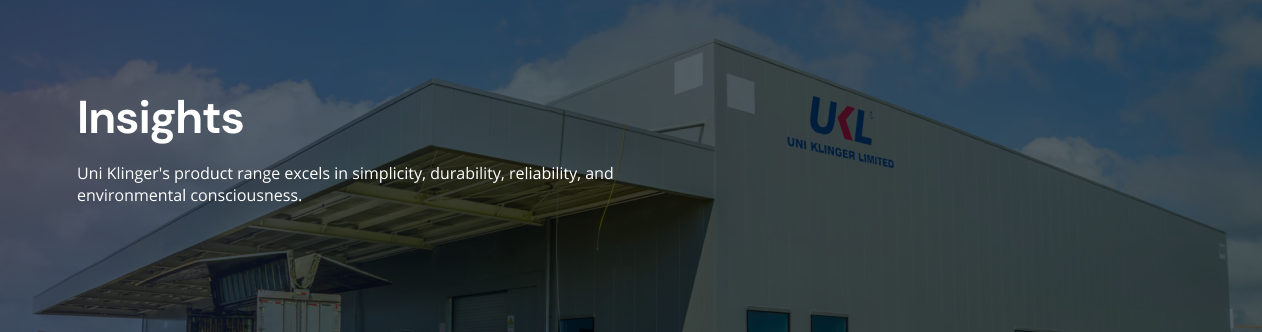 Insights
Uni Klinger's product range excels in simplicity, durability, reliability, and
environmental consciousness.
UKL
UNI KLINGER LIMITED